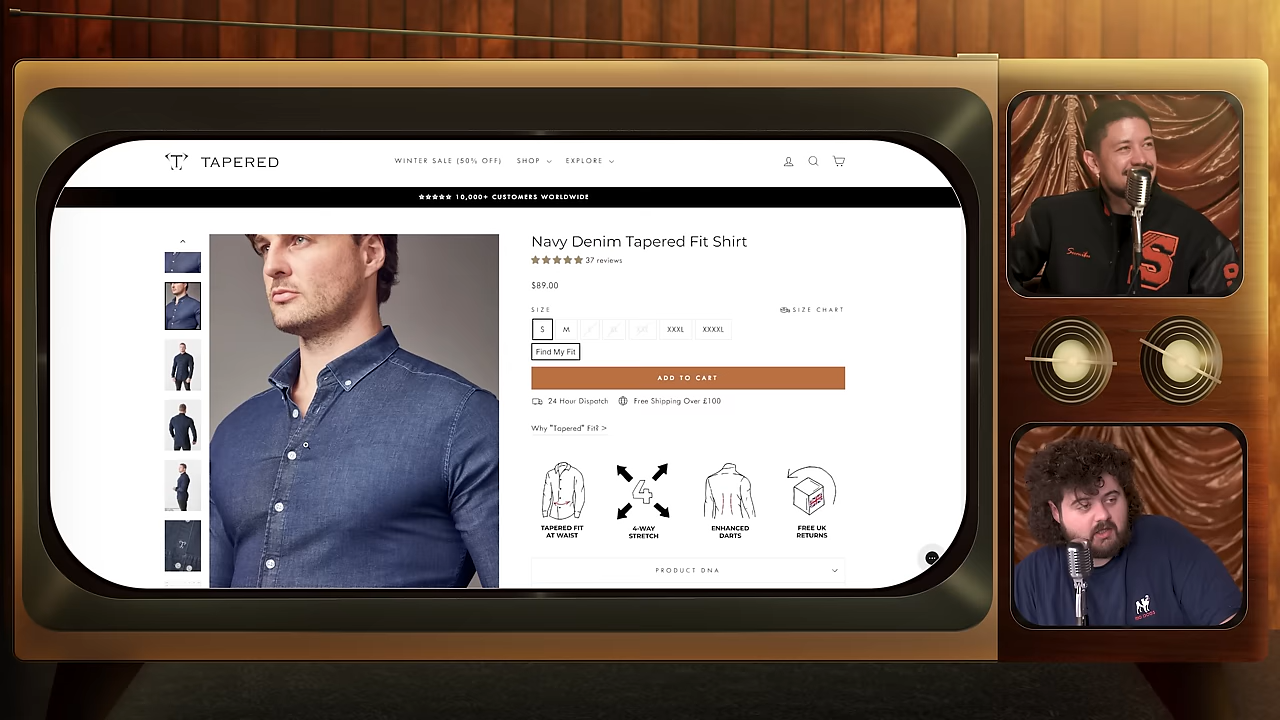 TAPERED
WINTER SALE (50% OFF) SHOP EXPLORE
10,000+ CUSTOMERS WORLDWIDE
Navy Denim Tapered Fit Shirt
37 reviews
$89.00
SIZE
SIZE CHART
S M XXXL XXXXL
Find My Fit
ADD TO CART
24 Hour Dispatch Free Shipping Over £100
Why "Tapered" Fit? >
4
TAPERED FIT
AT WAIST
4-WAY
STRETCH
ENHANCED
DARTS
FREE UK
RETURNS
PRODUCT DNA
S